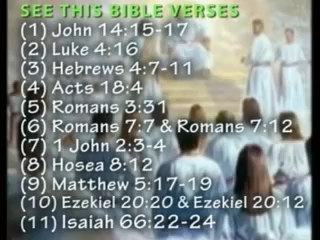 SEE THIS BIBLE VERSES
(1) John 14:15-17
(2) Luke 4:16
(3) Hebrews 4:7-11
(4) Acts 18:4
(5) Romans 3:31
(6) Romans 7:7 & Romans 7:12
(7) 1 John 2:3-4
(8) Hosea 8:12
(9) Matthew 5:17-19
(10) Ezekiel 20:20 & Ezekiel 20:12
(11) Isaiah 66:22-24